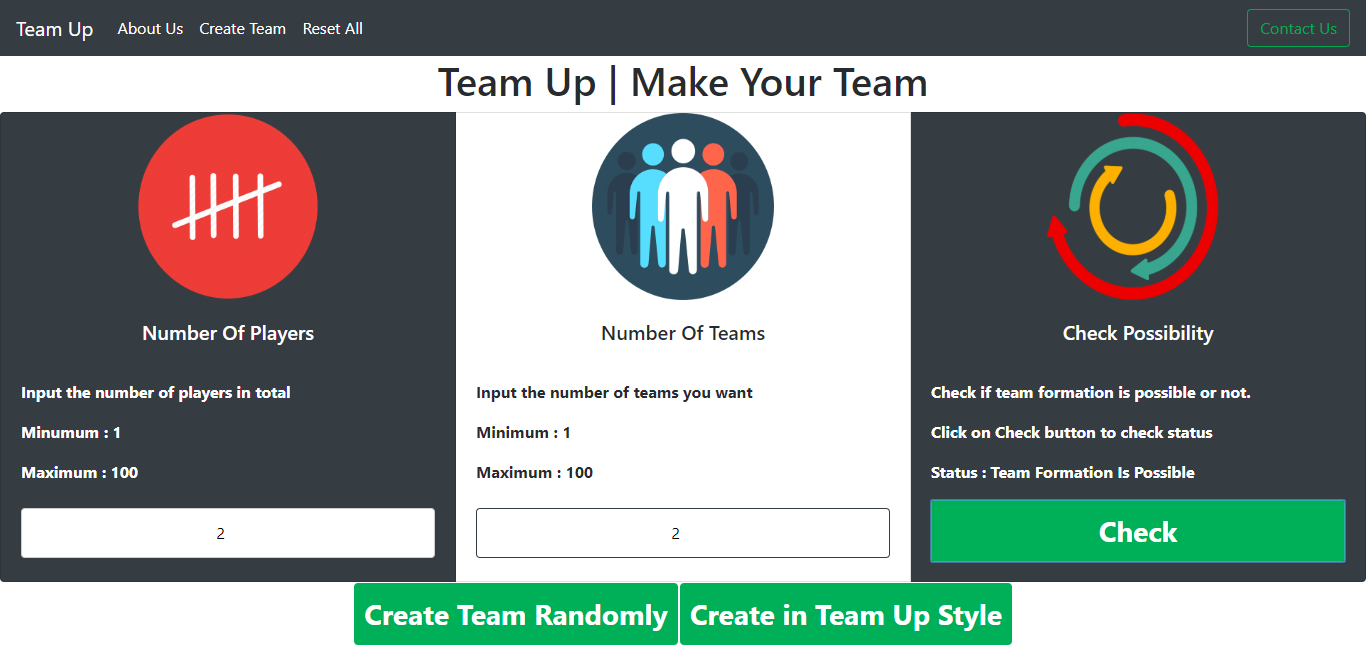 Team Up About Us Create Team Reset All Contact Us
Team Up | Make Your Team
Number Of Players
Input the number of players in total
Minumum : 1
Maximum : 100
2
Number Of Teams
Input the number of teams you want
Minimum : 1
Maximum : 100
2
Check Possibility
Check if team formation is possible or not.
Click on Check button to check status
Status : Team Formation Is Possible
Check
Create Team Randomly Create in Team Up Style